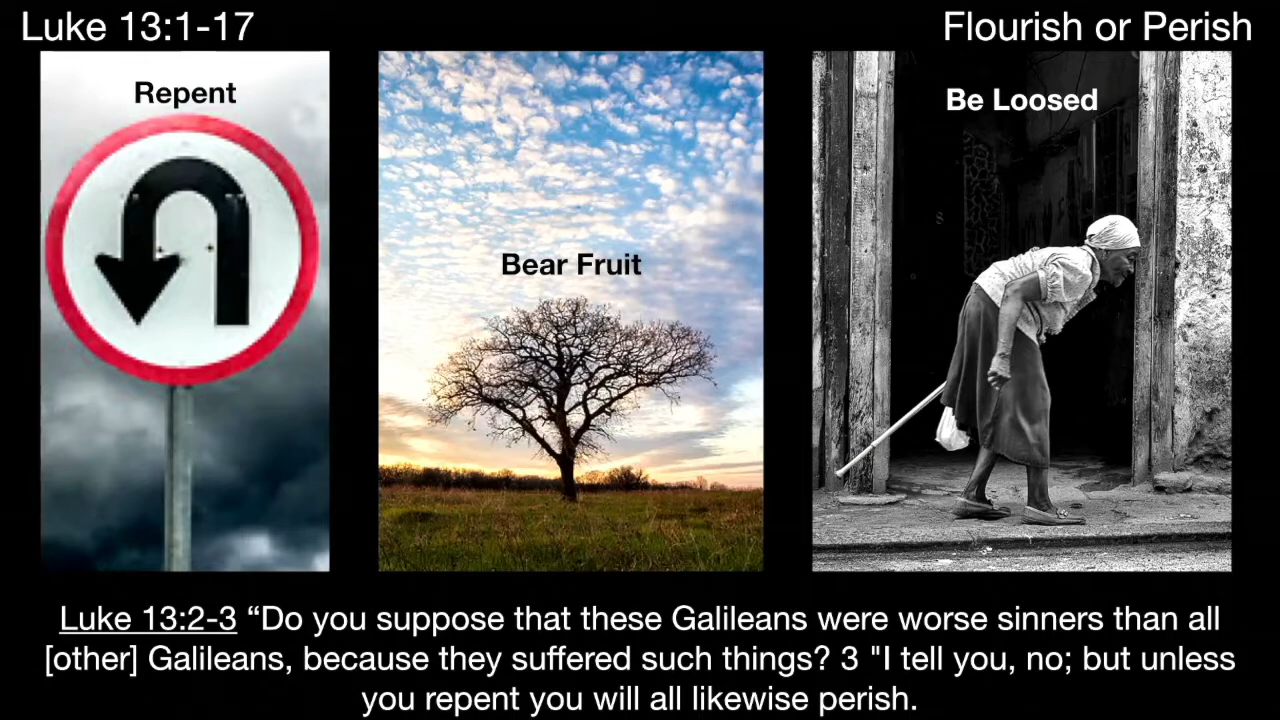 Luke 13:1-17
Flourish or Perish
Repent
Bear Fruit
Be Loosed
Luke 13:2-3 “Do you suppose that these Galileans were worse sinners than all
[other] Galileans, because they suffered such things? 3 "I tell you, no; but unless
you repent you will all likewise perish.